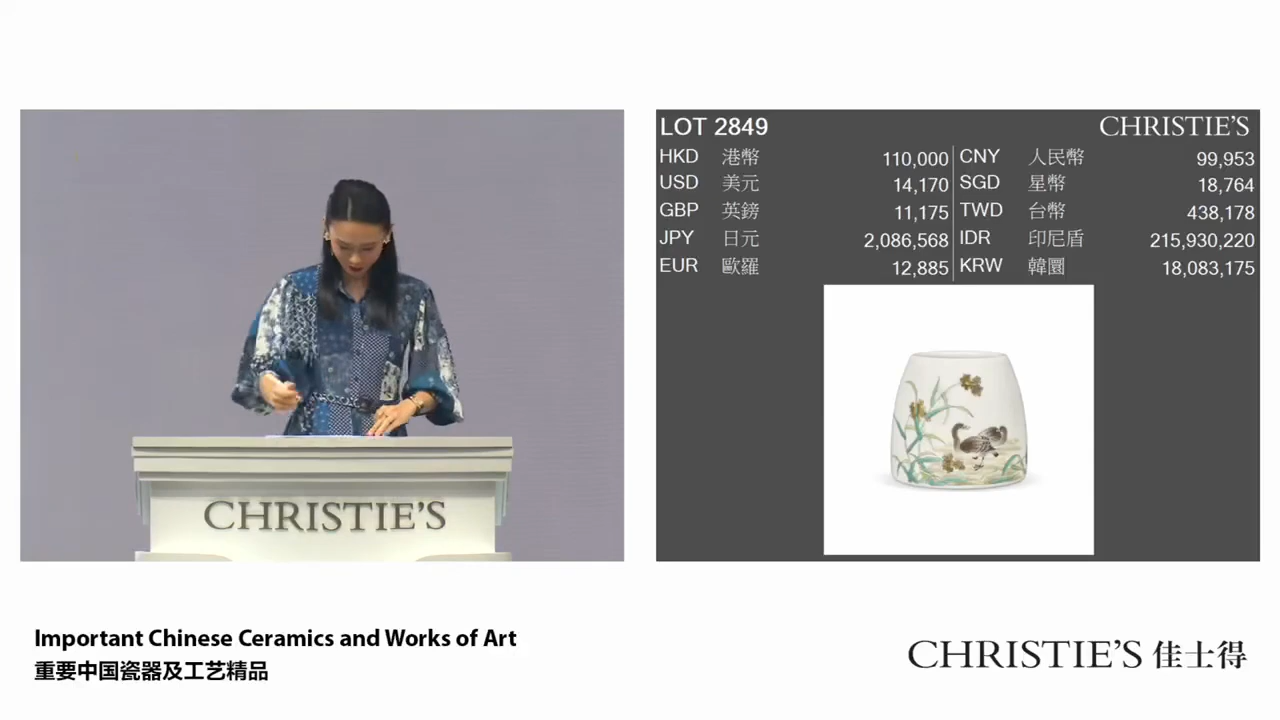 CHRISTIE'S
LOT 2849 CHRISTIE'S
HKD 港幣 110,000 CNY 人民幣 99,953
USD 美元 14,170 SGD 星幣 18,764
GBP 英鎊 11,175 TWD 台幣 438,178
JPY 日元 2,086,568 IDR 印尼盾 215,930,220
EUR 歐羅 12,885 KRW 韓圜 18,083,175
Important Chinese Ceramics and Works of Art
重要中国瓷器及工艺精品
CHRISTIE'S 佳士得